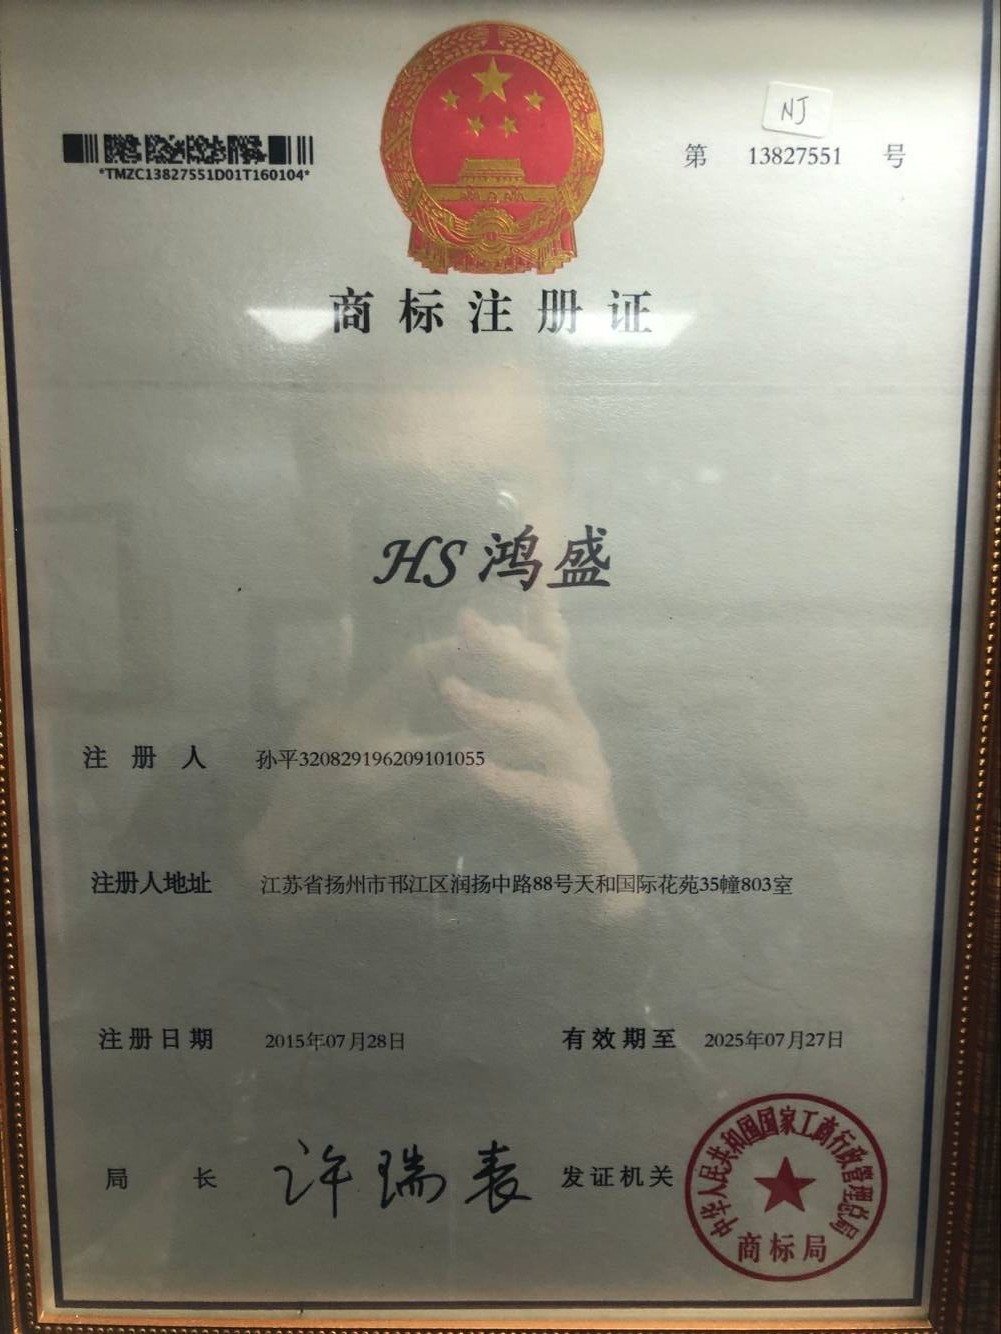 NJ
*TMZC13827551D01T160104*
第 13827551 号
商标注册证
HS 鸿盛
注册人 孙平320829196209101055
注册人地址 江苏省扬州市邗江区润扬中路88号天和国际花苑35幢803室
注册日期 2015年07月28日 有效期至 2025年07月27日
局长 许瑞表 发证机关
中华人民共和国国家工商行政管理总局
商标局